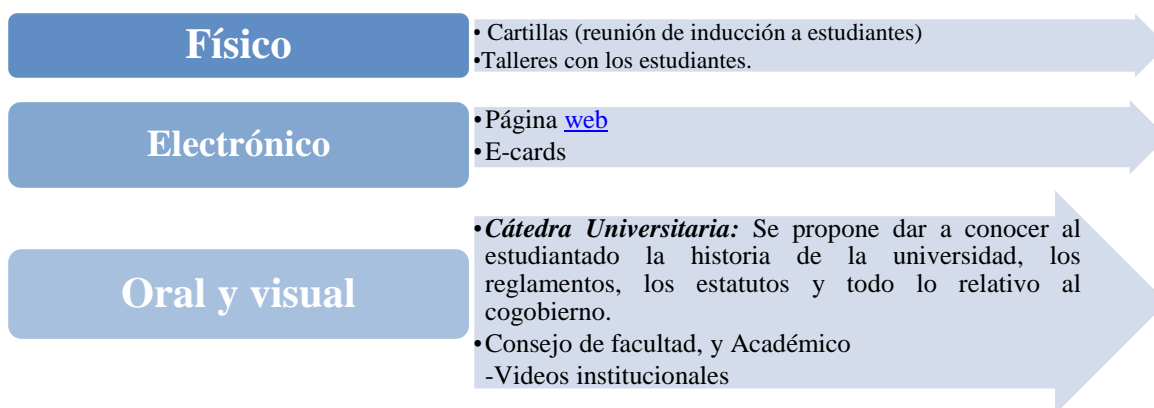 Físico
• Cartillas (reunión de inducción a estudiantes)
•Talleres con los estudiantes.
Electrónico
•Página web
•E-cards
Oral y visual
•Cátedra Universitaria: Se propone dar a conocer al
estudiantado la historia de la universidad, los
reglamentos, los estatutos y todo lo relativo al
cogobierno.
•Consejo de facultad, y Académico
-Videos institucionales